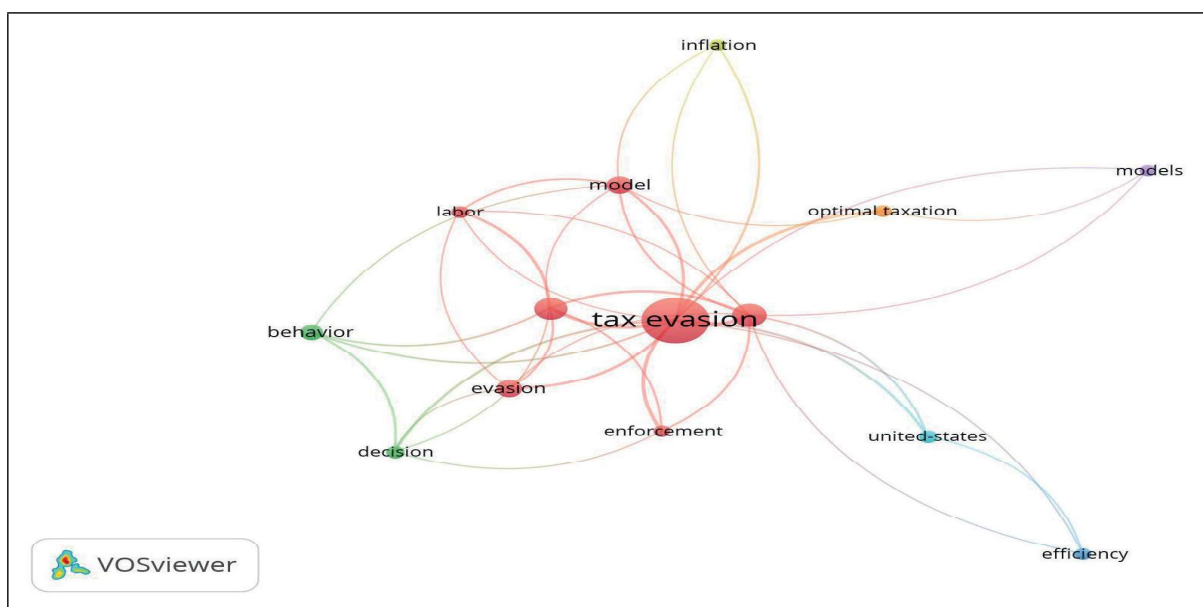 inflation
models
model
optimal taxation
labor
tax evasion
behavior
evasion
enforcement
united-states
decision
efficiency
VOSviewer